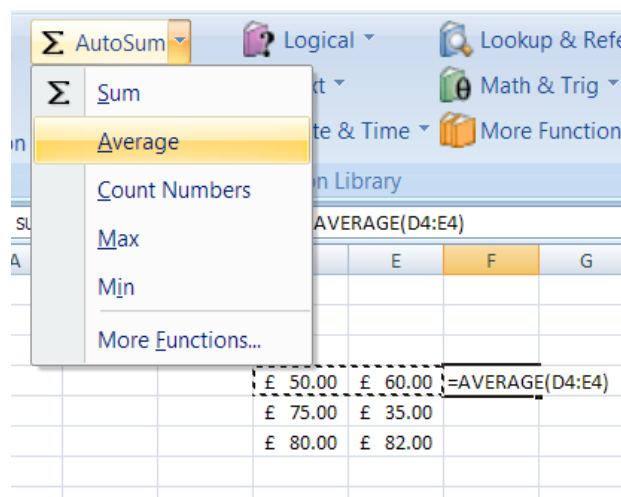 Σ AutoSum Logical Lookup & Refe
Σ Sum xt Math & Trig
Average te & Time More Function
on
Count Numbers on Library
SU AVERAGE(D4:E4)
Max
A E F G
Min
More Functions...
£ 50.00 £ 60.00 =AVERAGE(D4:E4)
£ 75.00 £ 35.00
£ 80.00 £ 82.00